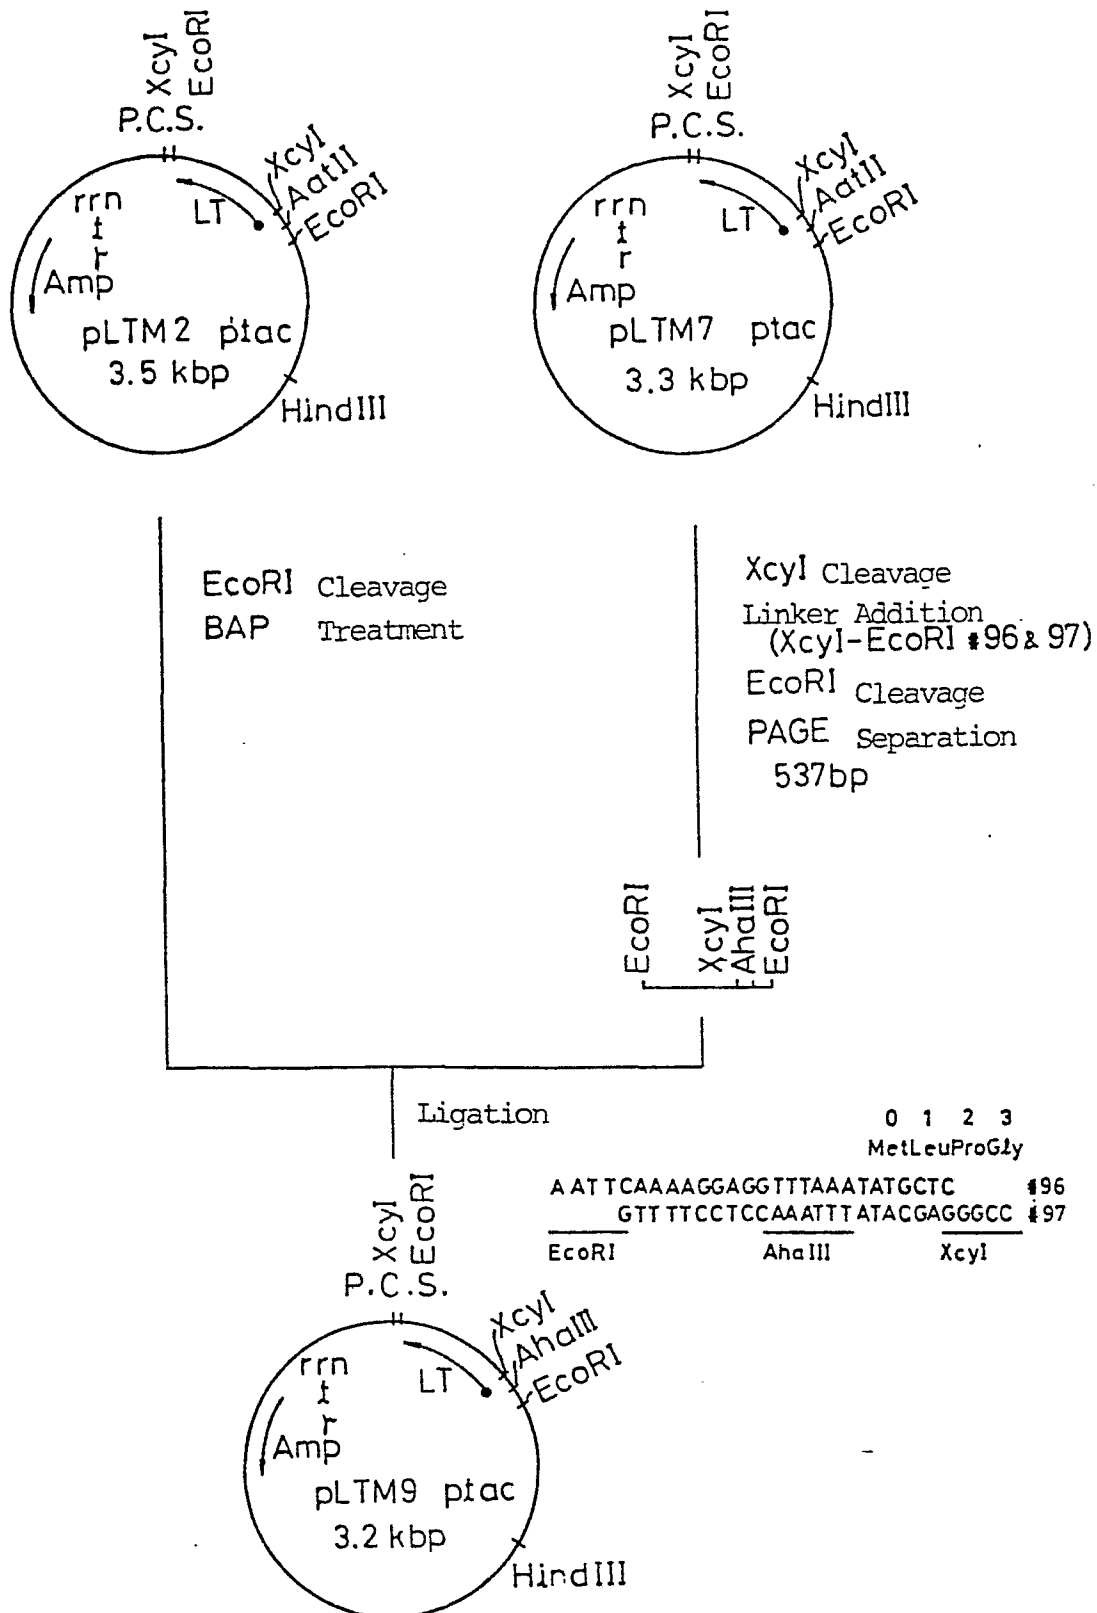 XcyI
EcoRI
P.C.S.
XcyI
AatII
EcoRI
LT
rrn
t
r
Amp
pLTM2 ptac
3.5 kbp
HindIII
XcyI
EcoRI
P.C.S.
XcyI
AatII
EcoRI
LT
rrn
t
r
Amp
pLTM7 ptac
3.3 kbp
HindIII
EcoRI Cleavage
BAP Treatment
XcyI Cleavage
Linker Addition
(XcyI-EcoRI #96 & 97)
EcoRI Cleavage
PAGE Separation
537bp
EcoRI
XcyI
AhaIII
EcoRI
Ligation
0 1 2 3
MetLeuProGly
AATTCAAAAGGAGGTTTAAATATGCTC #96
GTTTTCCTCCAAATTTATACGAGGGCC #97
EcoRI AhaIII XcyI
XcyI
EcoRI
P.C.S.
XcyI
AhaIII
EcoRI
LT
rrn
t
r
Amp
pLTM9 ptac
3.2 kbp
HindIII